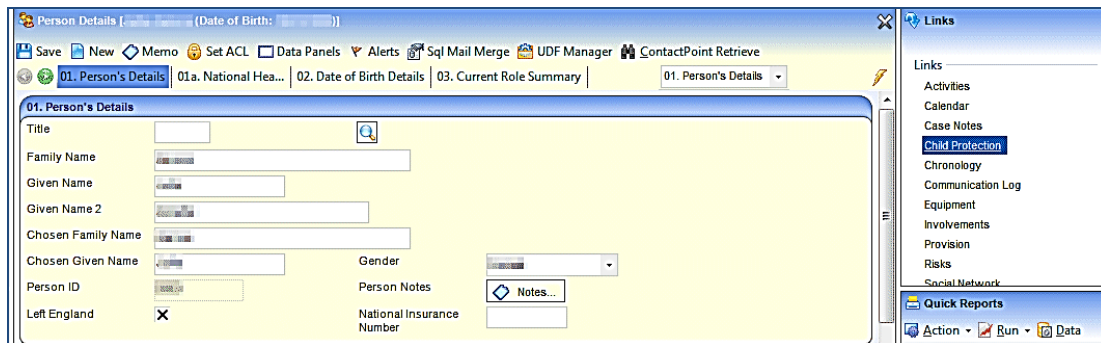 Person Details [ (Date of Birth: )]
Save New Memo Set ACL Data Panels Alerts Sql Mail Merge UDF Manager ContactPoint Retrieve
01. Person's Details 01a. National Hea... 02. Date of Birth Details 03. Current Role Summary 01. Person's Details
01. Person's Details
Title
Family Name
Given Name
Given Name 2
Chosen Family Name
Chosen Given Name Gender
Person ID Person Notes Notes...
Left England National Insurance
Number
Links
Links
Activities
Calendar
Case Notes
Child Protection
Chronology
Communication Log
Equipment
Involvements
Provision
Risks
Social Network
Quick Reports
Action Run Data